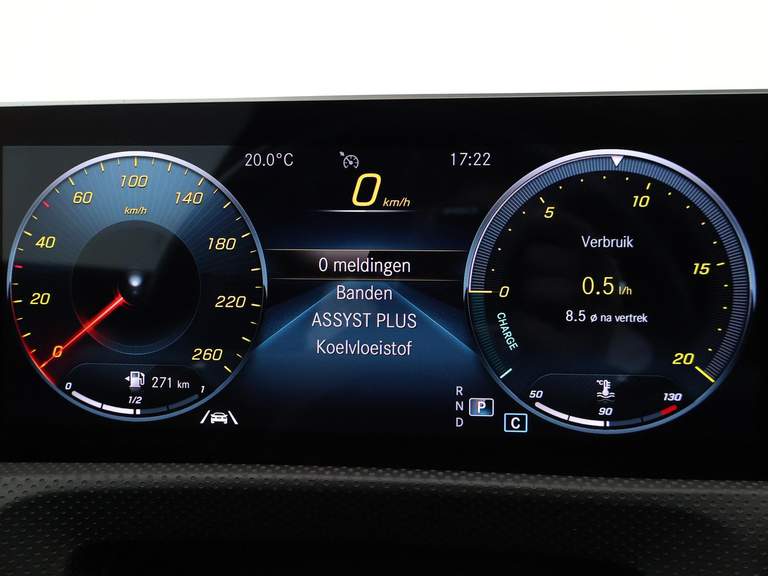 20.0°C
17:22
0 km/h
0
20
40
60
100
140
180
220
260
km/h
271 km
0
1/2
1
0 meldingen
Banden
ASSYST PLUS
Koelvloeistof
R
N
D
P
C
0
5
10
15
20
CHARGE
Verbruik
0.5 l/h
8.5 ø na vertrek
°C
50
90
130